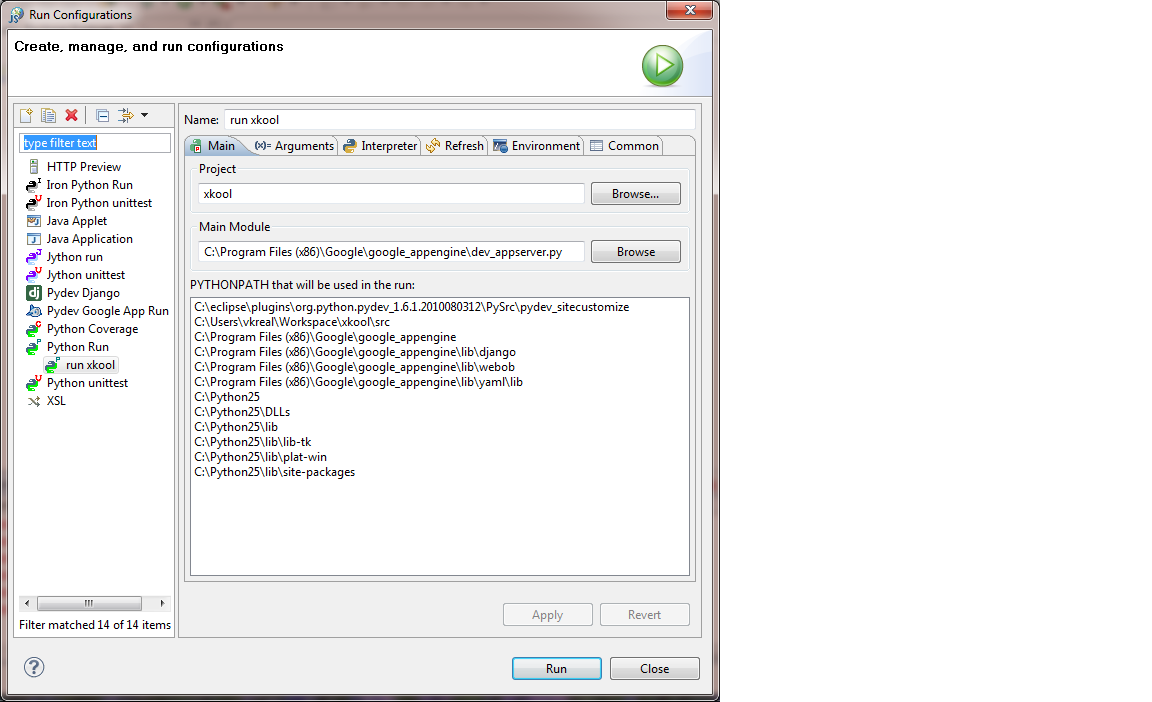 Run Configurations
Create, manage, and run configurations
type filter text
HTTP Preview
Iron Python Run
Iron Python unittest
Java Applet
Java Application
Jython run
Jython unittest
Pydev Django
Pydev Google App Run
Python Coverage
Python Run
run xkool
Python unittest
XSL
Filter matched 14 of 14 items
Name: run xkool
Main (x)= Arguments Interpreter Refresh Environment Common
Project
xkool Browse...
Main Module
C:\Program Files (x86)\Google\google_appengine\dev_appserver.py Browse
PYTHONPATH that will be used in the run:
C:\eclipse\plugins\org.python.pydev_1.6.1.2010080312\PySrc\pydev_sitecustomize
C:\Users\vkreal\Workspace\xkool\src
C:\Program Files (x86)\Google\google_appengine
C:\Program Files (x86)\Google\google_appengine\lib\django
C:\Program Files (x86)\Google\google_appengine\lib\webob
C:\Program Files (x86)\Google\google_appengine\lib\yaml\lib
C:\Python25
C:\Python25\DLLs
C:\Python25\lib
C:\Python25\lib\lib-tk
C:\Python25\lib\plat-win
C:\Python25\lib\site-packages
Apply Revert
Run Close